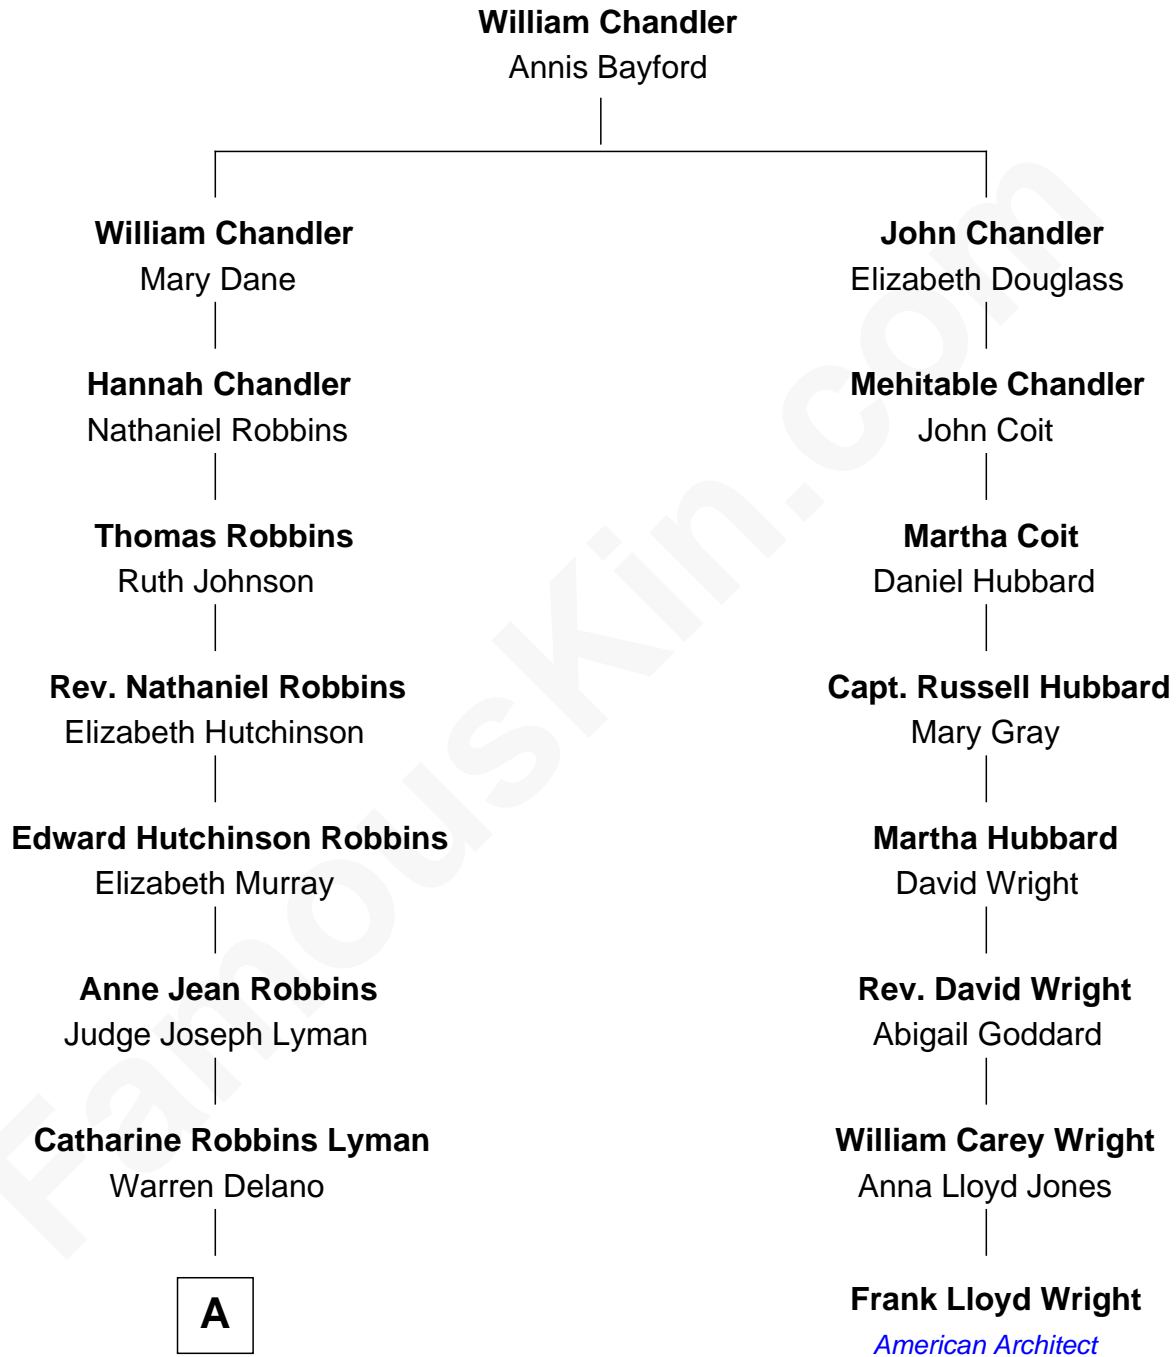 William Chandler
Annis Bayford
William Chandler
Mary Dane
John Chandler
Elizabeth Douglass
Hannah Chandler
Nathaniel Robbins
Mehitable Chandler
John Coit
Thomas Robbins
Ruth Johnson
Martha Coit
Daniel Hubbard
Rev. Nathaniel Robbins
Elizabeth Hutchinson
Capt. Russell Hubbard
Mary Gray
Edward Hutchinson Robbins
Elizabeth Murray
Martha Hubbard
David Wright
Anne Jean Robbins
Judge Joseph Lyman
Rev. David Wright
Abigail Goddard
Catharine Robbins Lyman
Warren Delano
William Carey Wright
Anna Lloyd Jones
A
Frank Lloyd Wright
American Architect
FamousKin.com